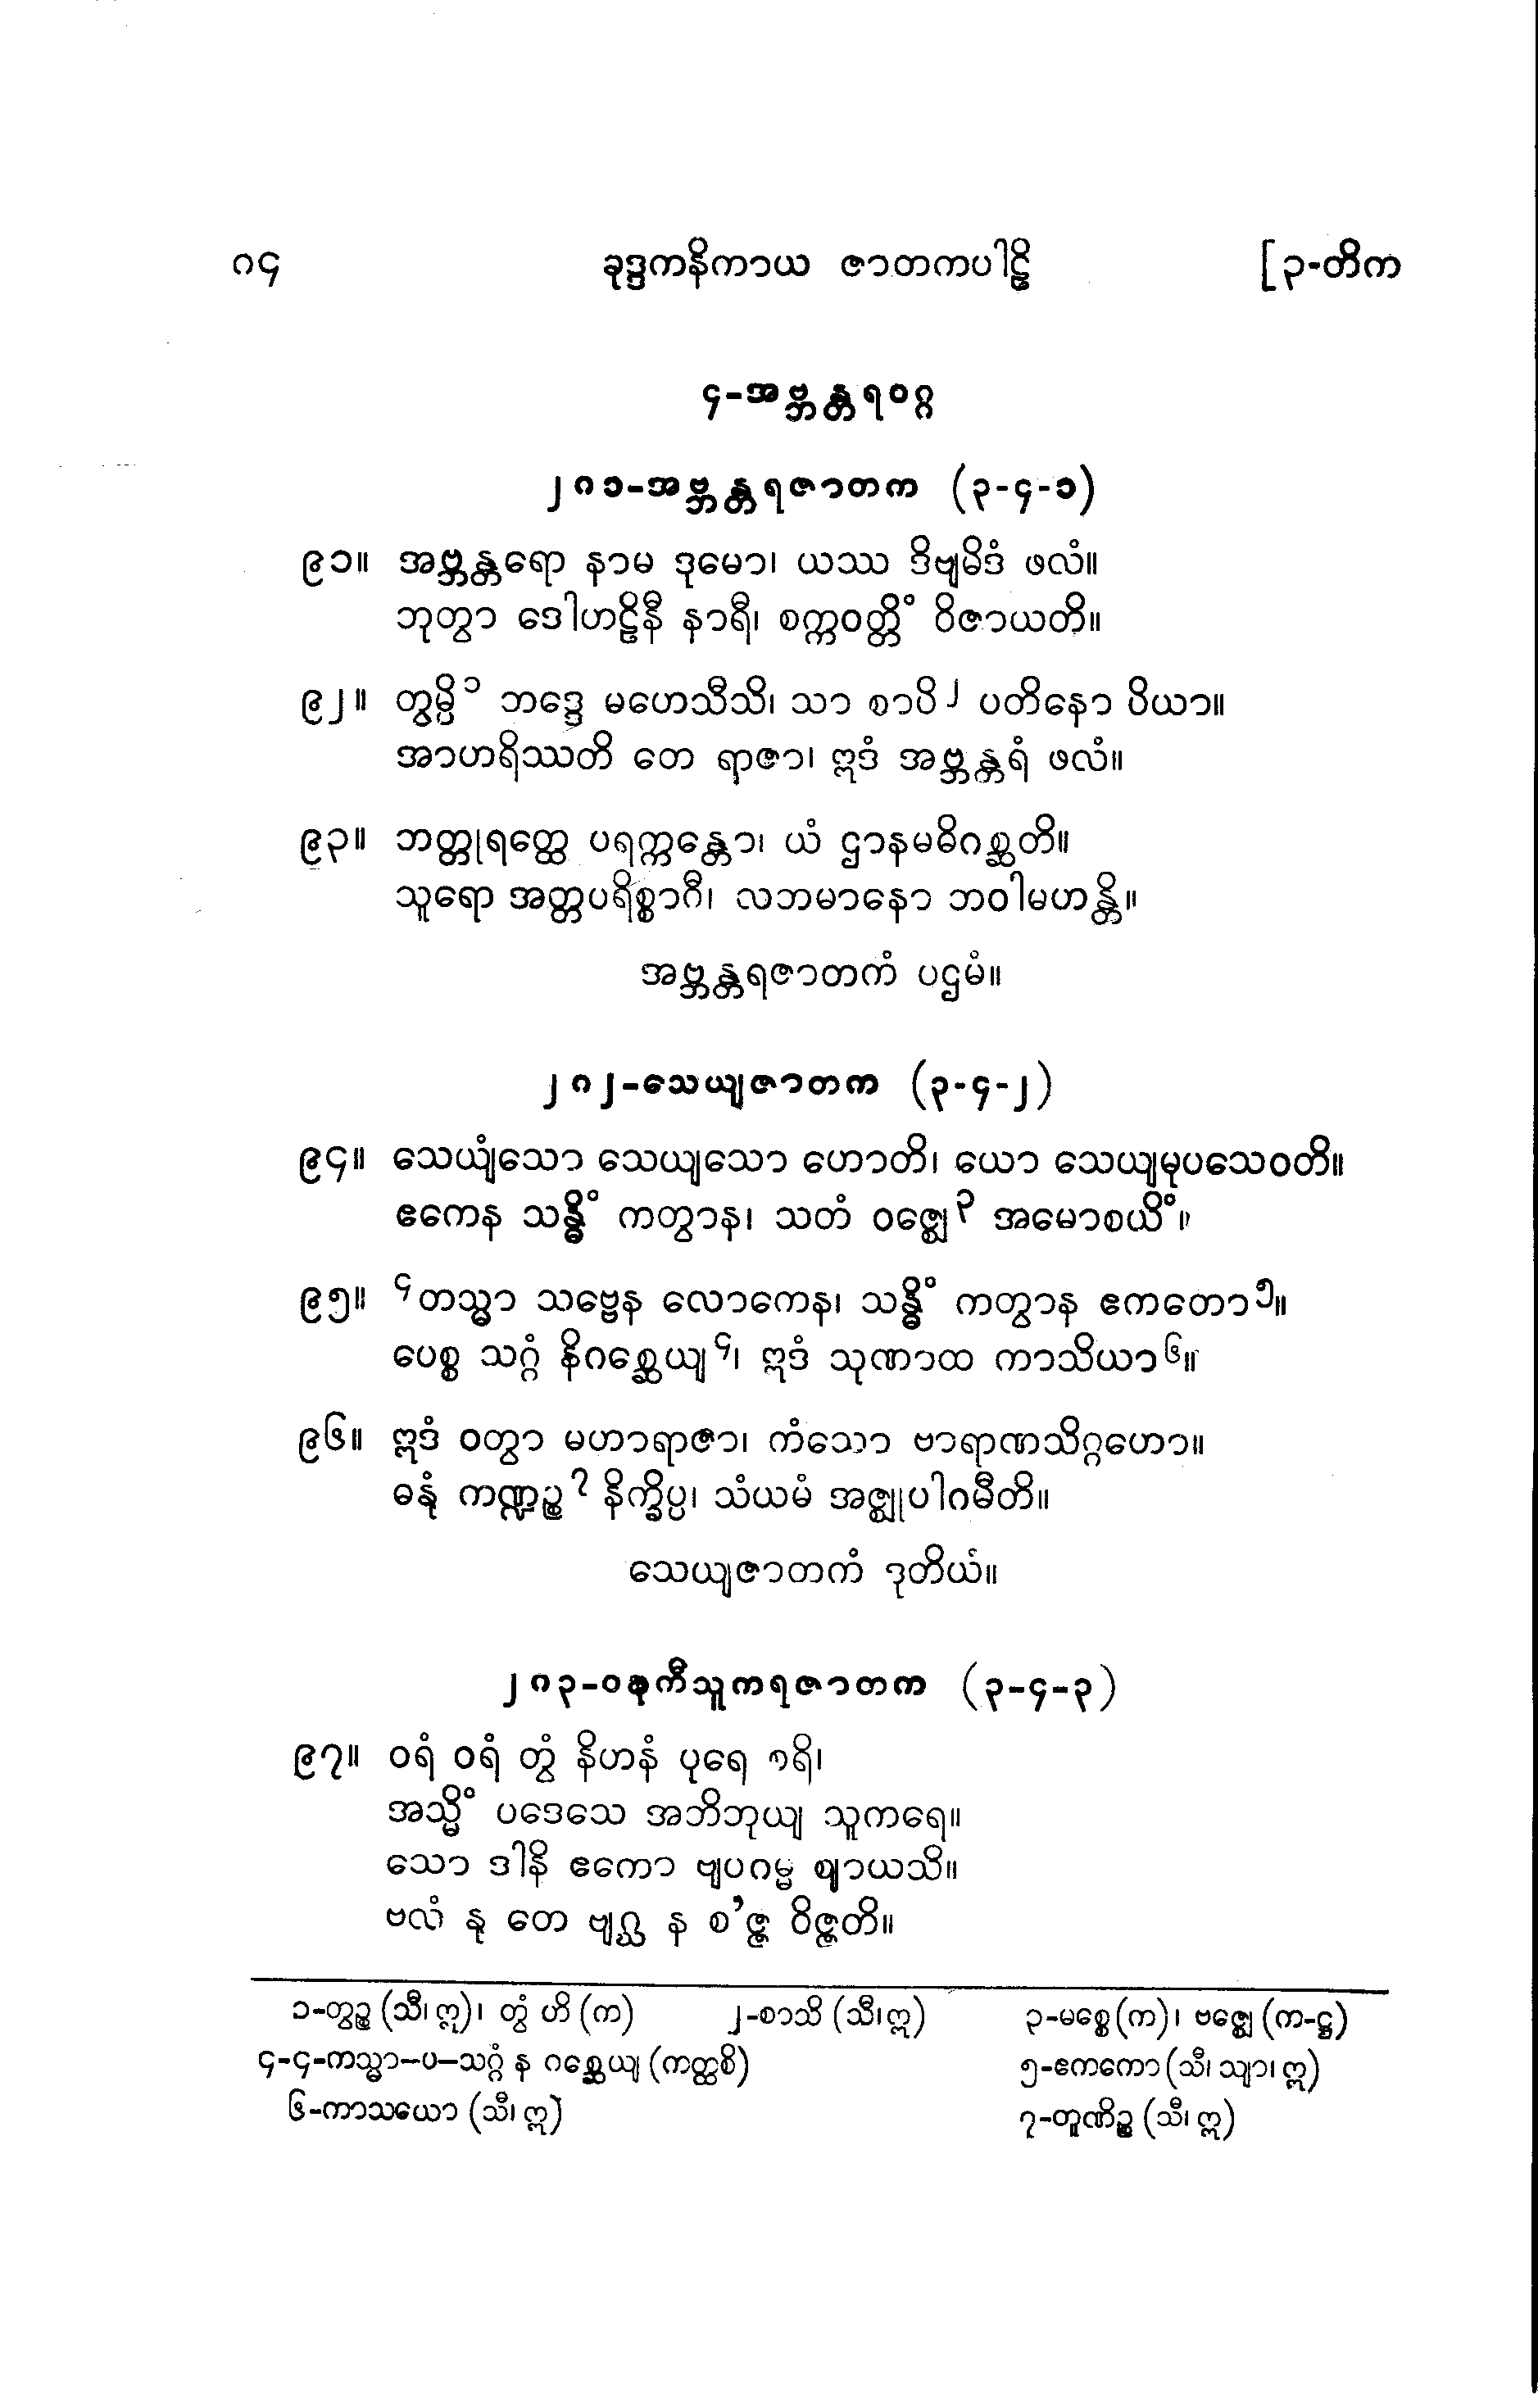 ၈၄ ခုဒ္ဒကနိကာယ ဇာတကပါဠိ [၃-တိက
၄-အဗ္ဘန္တရဝဂ္ဂ
၂၈၁-အဗ္ဘန္တရဇာတက (၃-၄-၁)
၉၁။ အဗ္ဘန္တရော နာမ ဒုမော၊ ယဿ ဒိဗျမိဒံ ဖလံ။
ဘုတွာ ဒေါဟဠိနီ နာရီ၊ စက္ကဝတ္တိံ ဝိဇာယတိ။
၉၂။ တွမ္ပိ၁ ဘဒ္ဒေ မဟေသီသိ၊ သာ စာပိ၂ ပတိနော ပိယာ။
အာဟရိဿတိ တေ ရာဇာ၊ ဣဒံ အဗ္ဘန္တရံ ဖလံ။
၉၃။ ဘတ္တုရတ္ထေ ပရက္ကန္တော၊ ယံ ဌာနမဓိဂစ္ဆတိ။
သူရော အတ္တပရိစ္စာဂီ၊ လဘမာနော ဘဝါမဟန္တိ။
အဗ္ဘန္တရဇာတကံ ပဌမံ။
၂၈၂-သေယျဇာတက (၃-၄-၂)
၉၄။ သေယျံသော သေယျသော ဟောတိ၊ ယော သေယျမုပသေဝတိ။
ဧကေန သန္ဓိံ ကတွာန၊ သတံ ဝဇ္ဈေ၃ အမောစယိံ။
၉၅။ ၄တသ္မာ သဗ္ဗေန လောကေန၊ သန္ဓိံ ကတွာန ဧကတော၅။
ပေစ္စ သဂ္ဂံ နိဂစ္ဆေယျ၄၊ ဣဒံ သုဏာထ ကာသိယာ၆။
၉၆။ ဣဒံ ဝတွာ မဟာရာဇာ၊ ကံသော ဗာရာဏသိဂ္ဂဟော။
ဓနုံ ကဏ္ဍဉ္စ၇ နိက္ခိပ္ပ၊ သံယမံ အဇ္ဈုပါဂမီတိ။
သေယျဇာတကံ ဒုတိယံ။
၂၈၃-ဝဍ္ဎကီသူကရဇာတက (၃-၄-၃)
၉၇။ ဝရံ ဝရံ တွံ နိဟနံ ပုရေ စရိ၊
အသ္မိံ ပဒေသေ အဘိဘုယျ သူကရေ။
သော ဒါနိ ဧကော ဗျပဂမ္မ ဈာယသိ။
ဗလံ နု တေ ဗျဂ္ဃ န စ’ဇ္ဇ ဝိဇ္ဇတိ။
၁-တွဉ္စ (သီ၊ ဣ)၊ တွံ ဟိ (က) ၂-စာသိ (သီ၊ဣ) ၃-မစ္စေ (က)၊ ဗဇ္ဈေ (က-ဋ္ဌ)
၄-၄-ကသ္မာ–ပ–သဂ္ဂံ န ဂစ္ဆေယျ (ကတ္ထစိ) ၅-ဧကကော (သီ၊ သျာ၊ ဣ)
၆-ကာသယော (သီ၊ ဣ) ၇-တူဏိဉ္စ (သီ၊ ဣ)